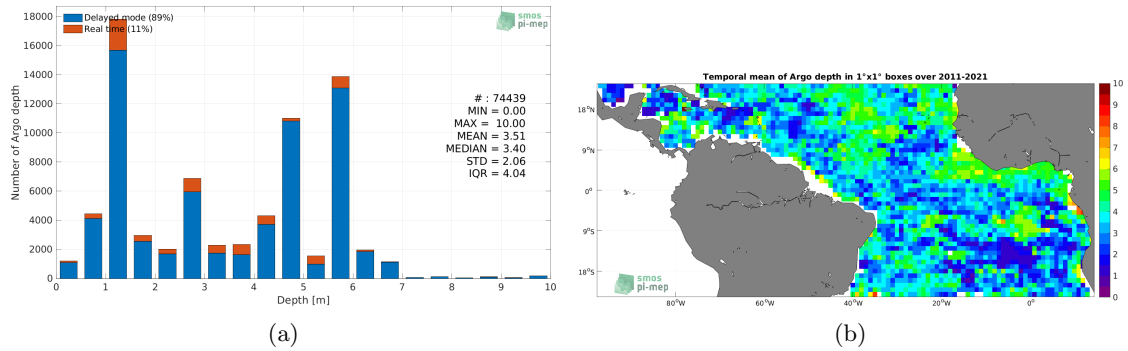 Delayed mode (89%)
Real time (11%)
smos
pi-mep
18000
16000
14000
12000
10000
8000
6000
4000
2000
0
Number of Argo depth
# : 74439
MIN = 0.00
MAX = 10.00
MEAN = 3.51
MEDIAN = 3.40
STD = 2.06
IQR = 4.04
0 1 2 3 4 5 6 7 8 9 10
Depth [m]
(a)
Temporal mean of Argo depth in 1°x1° boxes over 2011-2021
18°N
9°N
0°
9°S
18°S
smos
pi-mep
80°W 60°W 40°W 20°W 0°
10
9
8
7
6
5
4
3
2
1
0
(b)